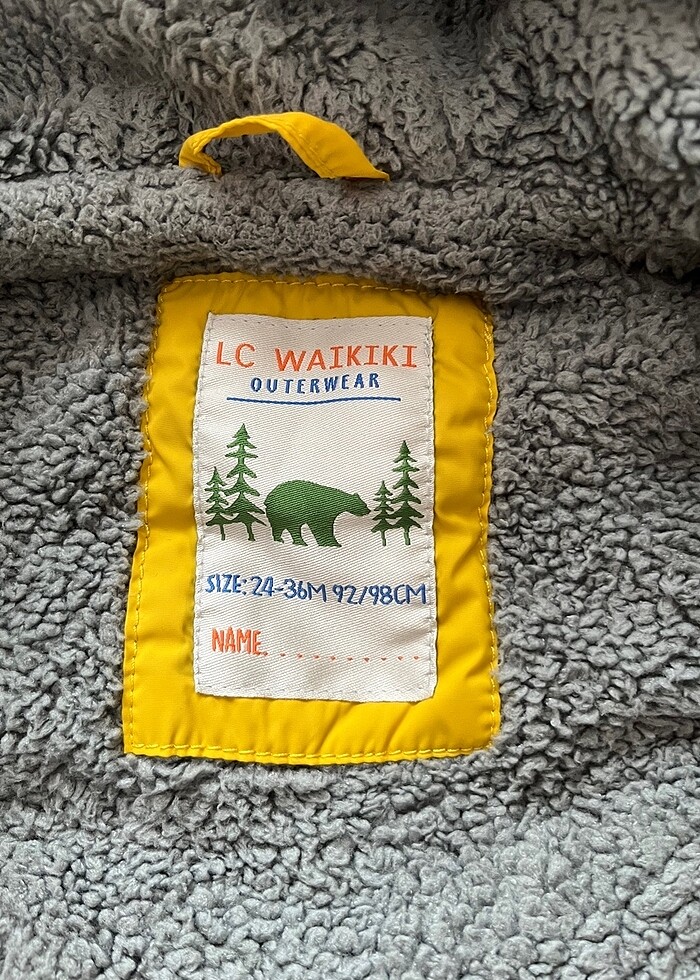 LC WAIKIKI
OUTERWEAR
SIZE: 24-36M 92/98CM
NAME.............